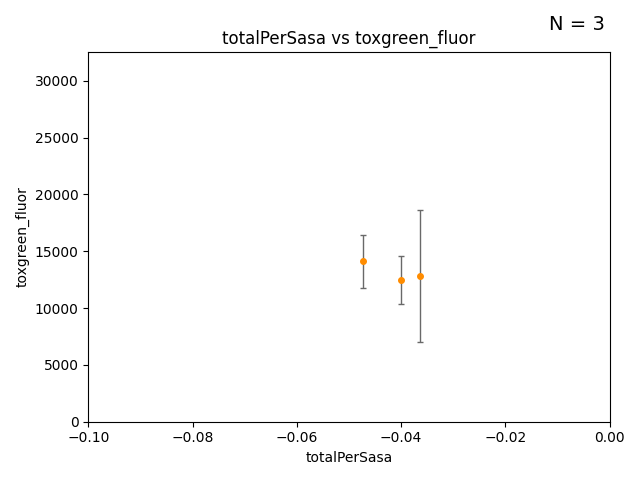 N = 3
totalPerSasa vs toxgreen_fluor
30000
25000
20000
15000
10000
5000
0
toxgreen_fluor
−0.10 −0.08 −0.06 −0.04 −0.02 0.00
totalPerSasa